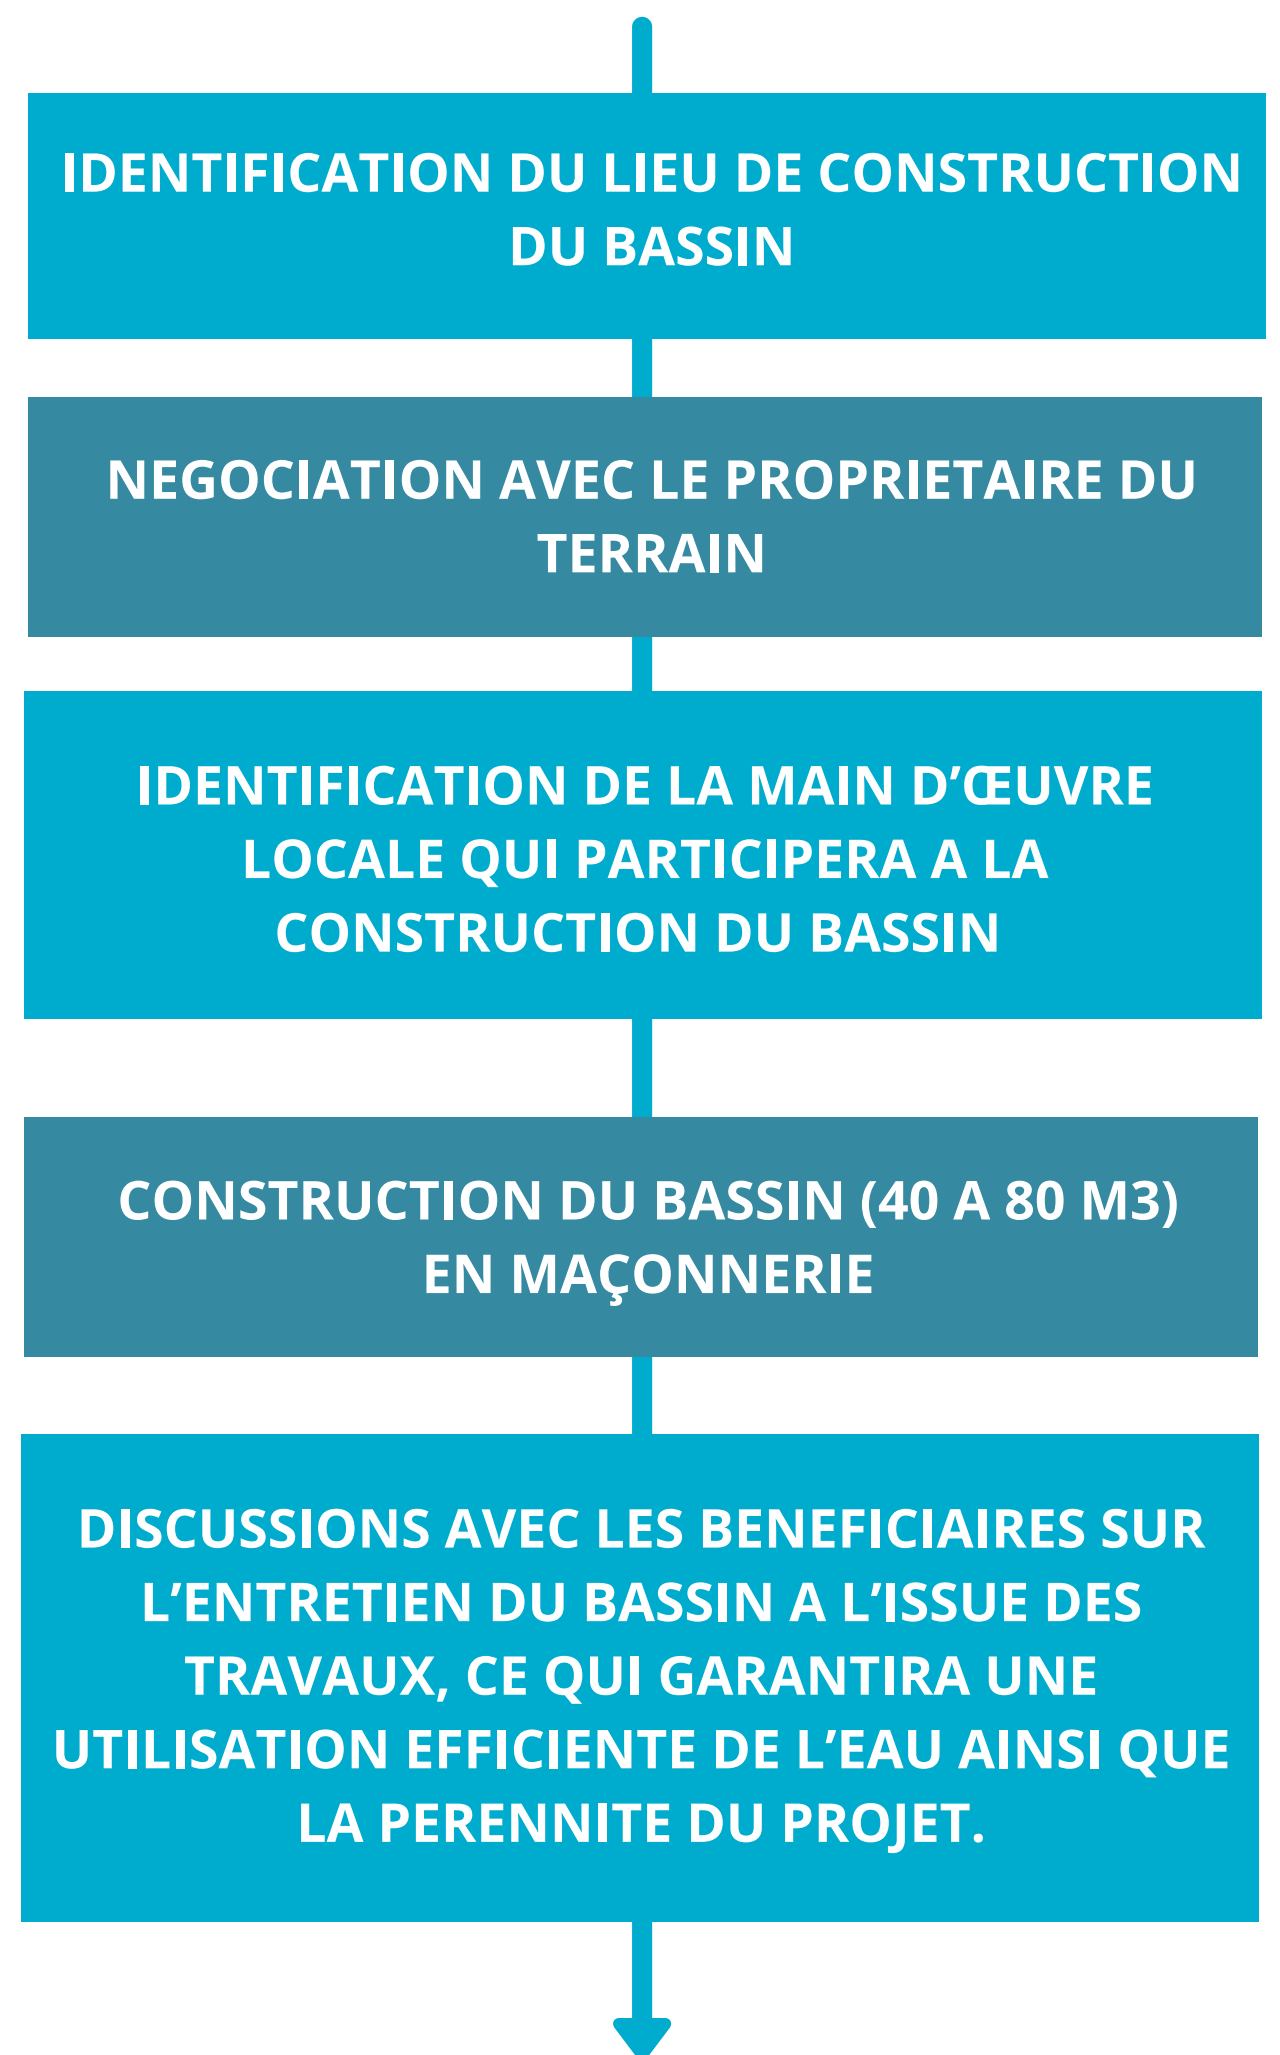 IDENTIFICATION DU LIEU DE CONSTRUCTION
DU BASSIN
NEGOCIATION AVEC LE PROPRIETAIRE DU
TERRAIN
IDENTIFICATION DE LA MAIN D’ŒUVRE
LOCALE QUI PARTICIPERA A LA
CONSTRUCTION DU BASSIN
CONSTRUCTION DU BASSIN (40 A 80 M3)
EN MAÇONNERIE
DISCUSSIONS AVEC LES BENEFICIAIRES SUR
L’ENTRETIEN DU BASSIN A L’ISSUE DES
TRAVAUX, CE QUI GARANTIRA UNE
UTILISATION EFFICIENTE DE L’EAU AINSI QUE
LA PERENNITE DU PROJET.